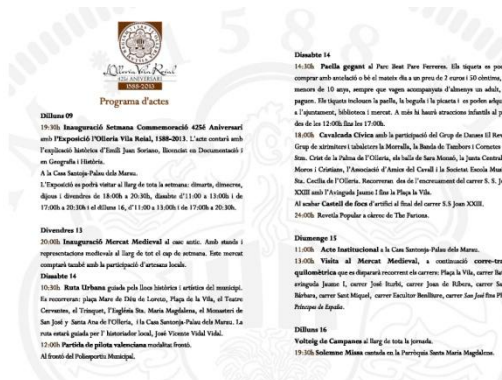 1588
L'Olleria Vila Reial
425é ANIVERSARI
1588-2013
Programa d'actes
Dilluns 09
19:30h Inauguració Setmana Commemoració 425é Aniversari
amb l'Exposició l'Olleria Vila Reial, 1588-2013. L'acte contarà amb
l'explicació històrica d'Emili Joan Soriano, llicenciat en Documentació i
en Geografia i Història.
A la Casa Santonja-Palau dels Marau.
L'Exposició es podrà visitar al llarg de tota la setmana: dimarts, dimecres,
dijous i divendres de 18:00h a 20:30h, dissabte d'11:00 a 13:00h i de
17:00h a 20:30h i el dilluns 16, d'11:00 a 13:00h i de 17:00h a 20:30h.
Divendres 13
20:00h Inauguració Mercat Medieval al casc antic. Amb stands i
representacions medievals al llarg de tot el cap de setmana. Este mercat
comptarà també amb la participació d'artesans locals.
Dissabte 14
10:30h Ruta Urbana guiada pels llocs històrics i artístics del municipi.
Es recorreran: plaça Mare de Déu de Loreto, Plaça de la Vila, el Teatre
Cervantes, el Trinquet, l'Església Sta. Maria Magdalena, el Monasteri de
San José y Santa Ana de l'Olleria, i la Casa Santonja-Palau dels Marau. La
ruta estarà guiada per l' historiador local, José Vicente Vidal Vidal.
12:00h Partida de pilota valenciana modalitat frontó.
Al frontó del Poliesportiu Municipal.
Dissabte 14
14:30h Paella gegant al Parc Beat Pare Ferreres. Els tiquets es
comprar amb antelació o bé el mateix dia a un preu de 2 euros i 50 cèntims,
menors de 10 anys, sempre que vagen acompanyats d'almenys un adult,
paguen. Els tiquets inclouen la paella, la beguda i la picaeta i es poden
a l'ajuntament, biblioteca i mercat. A més hi haurà atraccions infantils al
des de les 12:00h fins les 17:00h.
18:00h Cavalcada Cívica amb la participació del Grup de Danses El
Grup de xirimiters i tabaleters la Morralla, la Banda de Tambors i Cornetes
Stm. Crist de la Palma de l'Olleria, els balls de Sara Monsó, la Junta Central
Moros i Cristians, l'Associació d'Amics del Cavall i la Societat Escola
Sta. Cecilia de l'Olleria. Recorreran: des de l'encreuament del carrer S. S.
XXIII amb l'Avinguda Jaume I fins la Plaça la Vila.
Al acabar Castell de focs d'artifici al final del carrer S.S Joan XXIII.
24:00h Revetla Popular a càrrec de The Fariona.
Diumenge 15
11:00h Acte Institucional a la Casa Santonja-Palau dels Marau.
13:00h Visita al Mercat Medieval, a continuació
quilomètrica que es dispararà recorrent els carrers: Plaça la Vila, carrer
avinguda Jaume I, carrer José Iturbi, carrer Joan de Ribera, carrer
Bárbara, carrer Sant Miquel, carrer Escultor Benlliure, carrer San José fins
Princeps de España.
Dilluns 16
Volteig de Campanes al llarg de tota la jornada.
19:30h Solemne Missa cantada en la Parròquia Santa Maria Magdalena.